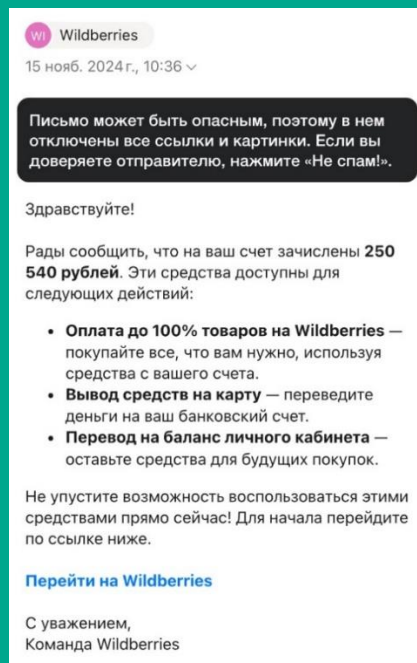 WI Wildberries
15 нояб. 2024 г., 10:36
Письмо может быть опасным, поэтому в нем
отключены все ссылки и картинки. Если вы
доверяете отправителю, нажмите «Не спам!».
Здравствуйте!
Рады сообщить, что на ваш счет зачислены 250
540 рублей. Эти средства доступны для
следующих действий:
• Оплата до 100% товаров на Wildberries —
покупайте все, что вам нужно, используя
средства с вашего счета.
• Вывод средств на карту — переведите
деньги на ваш банковский счет.
• Перевод на баланс личного кабинета —
оставьте средства для будущих покупок.
Не упустите возможность воспользоваться этими
средствами прямо сейчас! Для начала перейдите
по ссылке ниже.
Перейти на Wildberries
С уважением,
Команда Wildberries